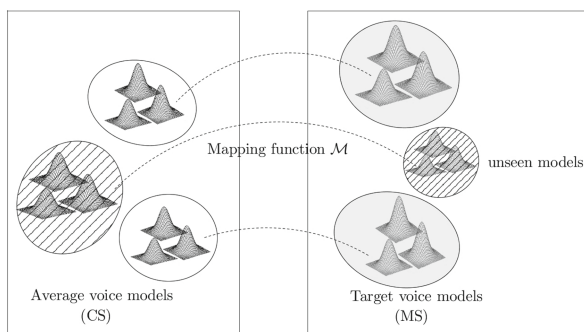 Mapping function ℳ
unseen models
Average voice models
(CS)
Target voice models
(MS)